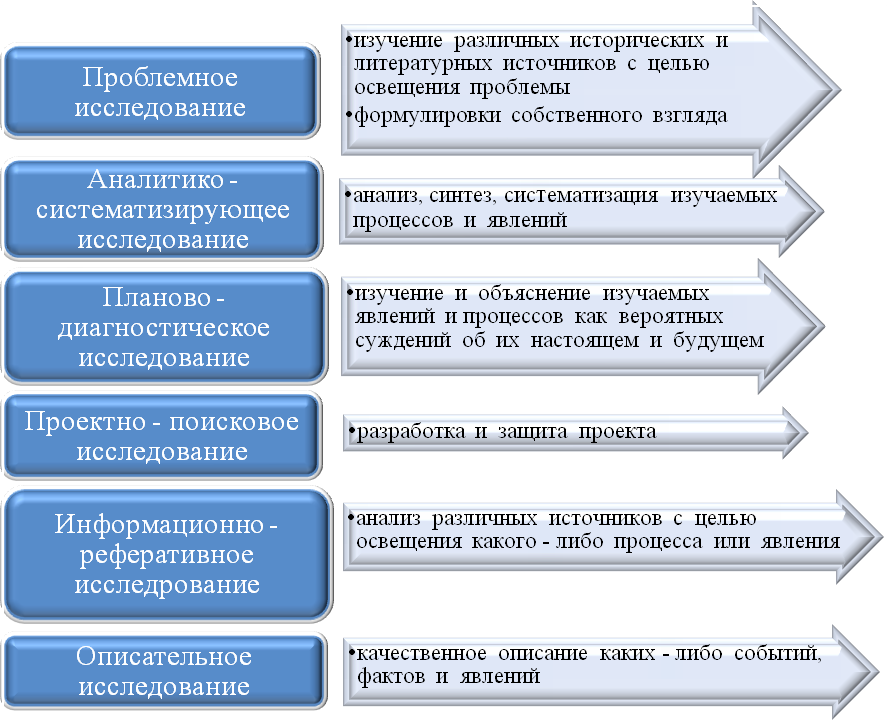 Проблемное
исследование
•изучение различных исторических и
литературных источников с целью
освещения проблемы
•формулировки собственного взгляда
Аналитико -
систематизирующее
исследование
•анализ, синтез, систематизация изучаемых
процессов и явлений
Планово -
диагностическое
исследование
•изучение и объяснение изучаемых
явлений и процессов как вероятных
суждений об их настоящем и будущем
Проектно - поисковое
исследование
•разработка и защита проекта
Информационно -
реферативное
исследрование
•анализ различных источников с целью
освещения какого - либо процесса или явления
Описательное
исследование
•качественное описание каких - либо событий,
фактов и явлений